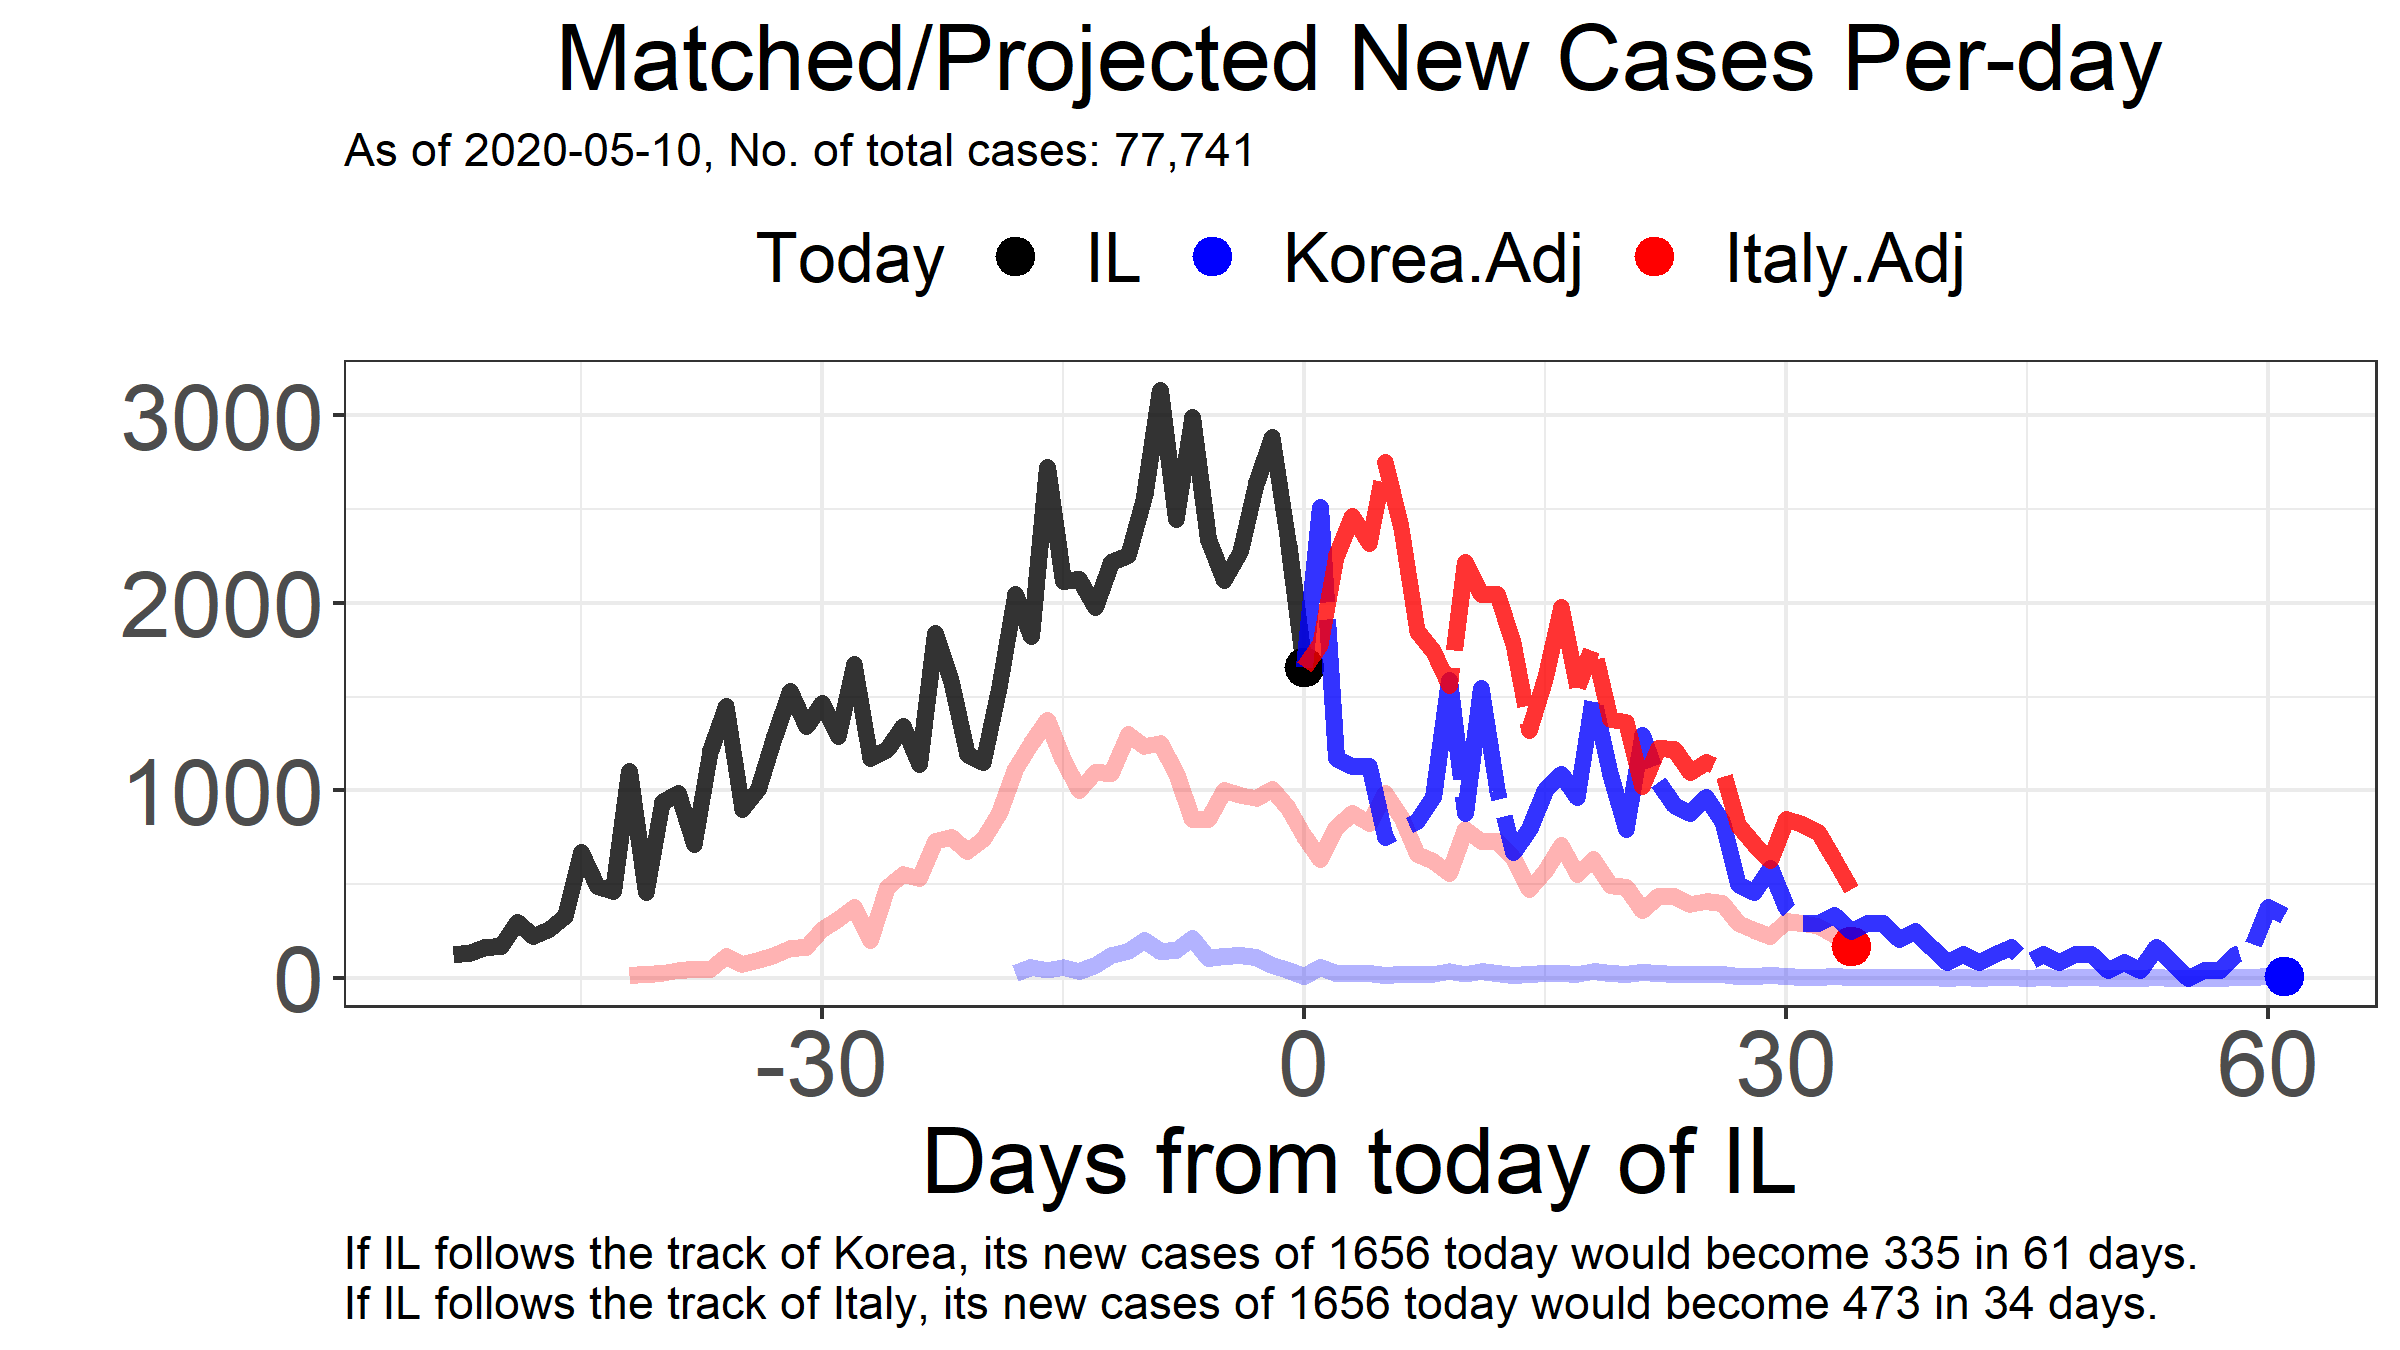 Matched/Projected New Cases Per-day
As of 2020-05-10, No. of total cases: 77,741
Today IL Korea.Adj Italy.Adj
3000
2000
1000
0
-30 0 30 60
Days from today of IL
If IL follows the track of Korea, its new cases of 1656 today would become 335 in 61 days.
If IL follows the track of Italy, its new cases of 1656 today would become 473 in 34 days.